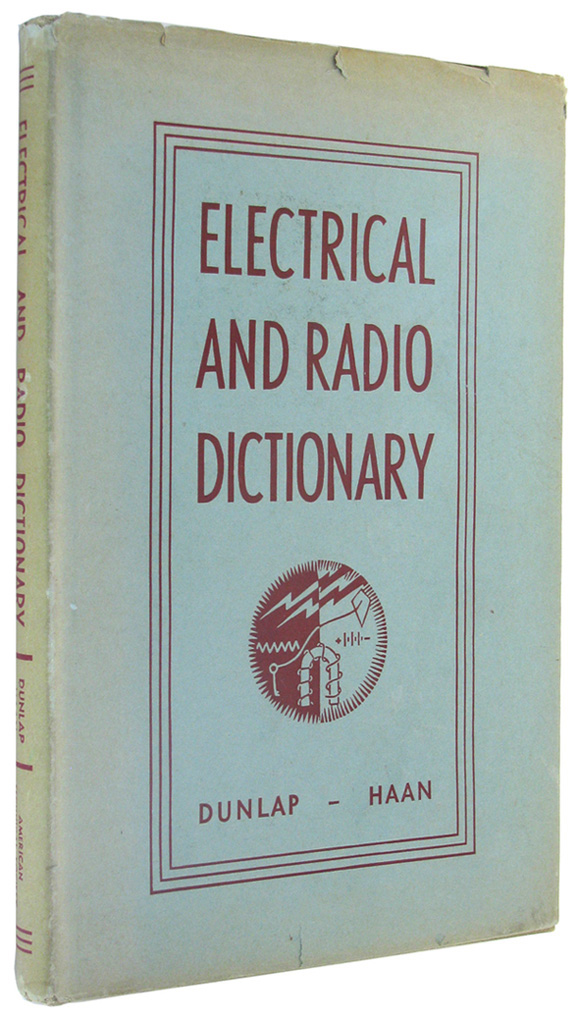 ELECTRICAL
AND RADIO
DICTIONARY
DUNLAP – HAAN
ELECTRICAL AND RADIO DICTIONARY DUNLAP AMERICAN